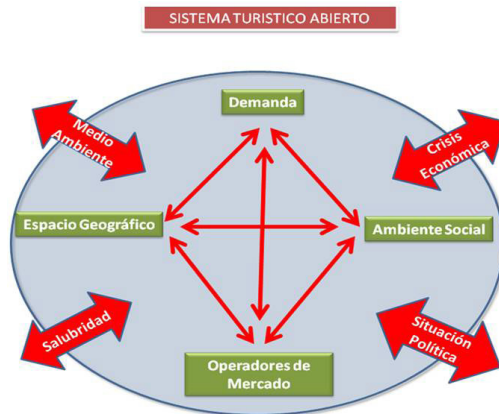 SISTEMA TURISTICO ABIERTO
Demanda
Medio
Ambiente
Crisis
Económica
Espacio Geográfico
Ambiente Social
Salubridad
Situación
Política
Operadores de
Mercado